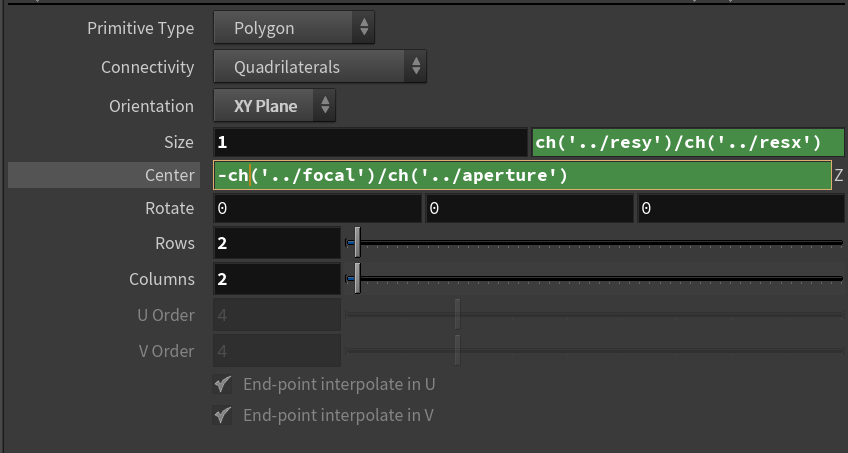 Primitive Type Polygon
Connectivity Quadrilaterals
Orientation XY Plane
Size 1 ch('../resy')/ch('../resx')
Center -ch('../focal')/ch('../aperture') Z
Rotate 0 0 0
Rows 2
Columns 2
U Order 4
V Order 4
End-point interpolate in U
End-point interpolate in V